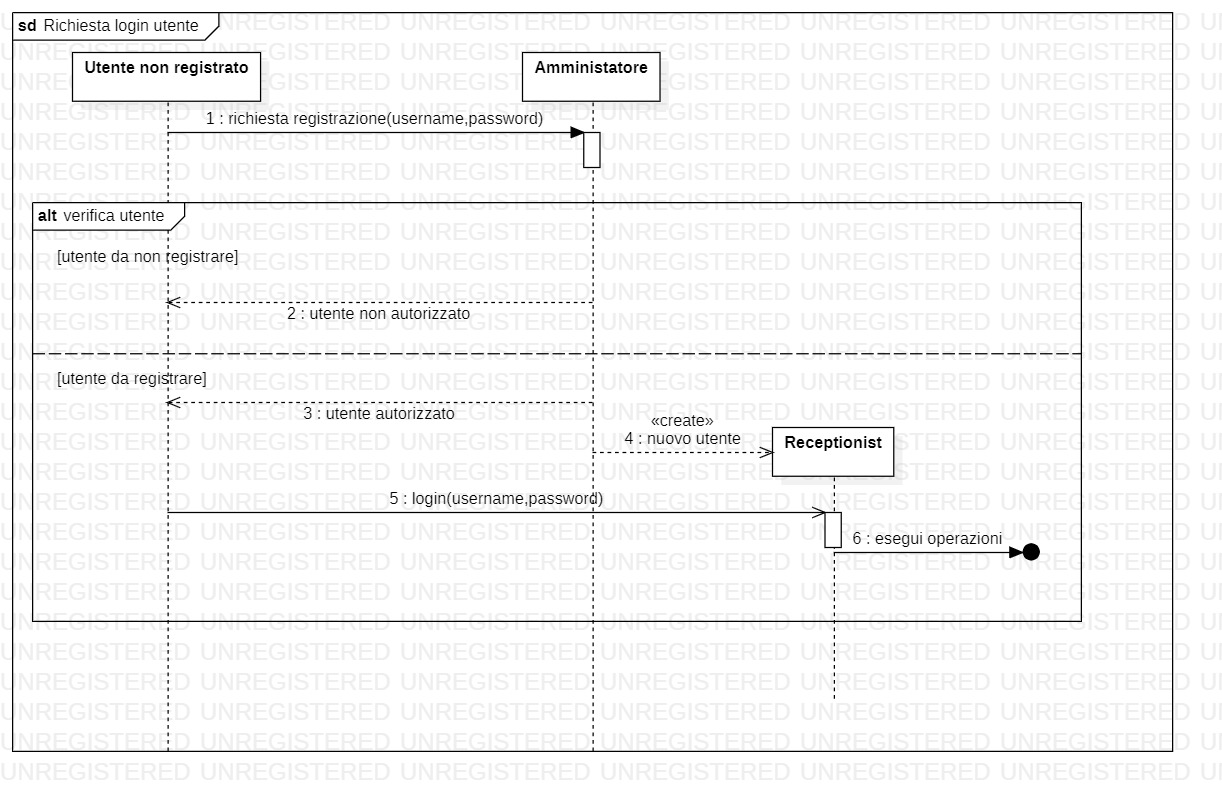 sd Richiesta login utente
Utente non registrato
Amministatore
1 : richiesta registrazione(username,password)
alt verifica utente
[utente da non registrare]
2 : utente non autorizzato
[utente da registrare]
3 : utente autorizzato
«create»
4 : nuovo utente
Receptionist
5 : login(username,password)
6 : esegui operazioni
UNREGISTERED